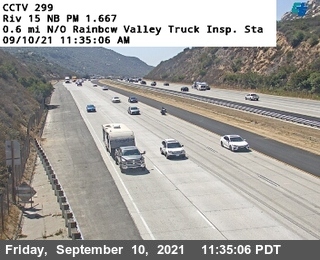 CCTV 299
Riv 15 NB PM 1.667
0.6 mi N/O Rainbow Valley Truck Insp. Sta
09/10/21 11:35:06 AM
Friday, September 10, 2021 11:35:06 PDT